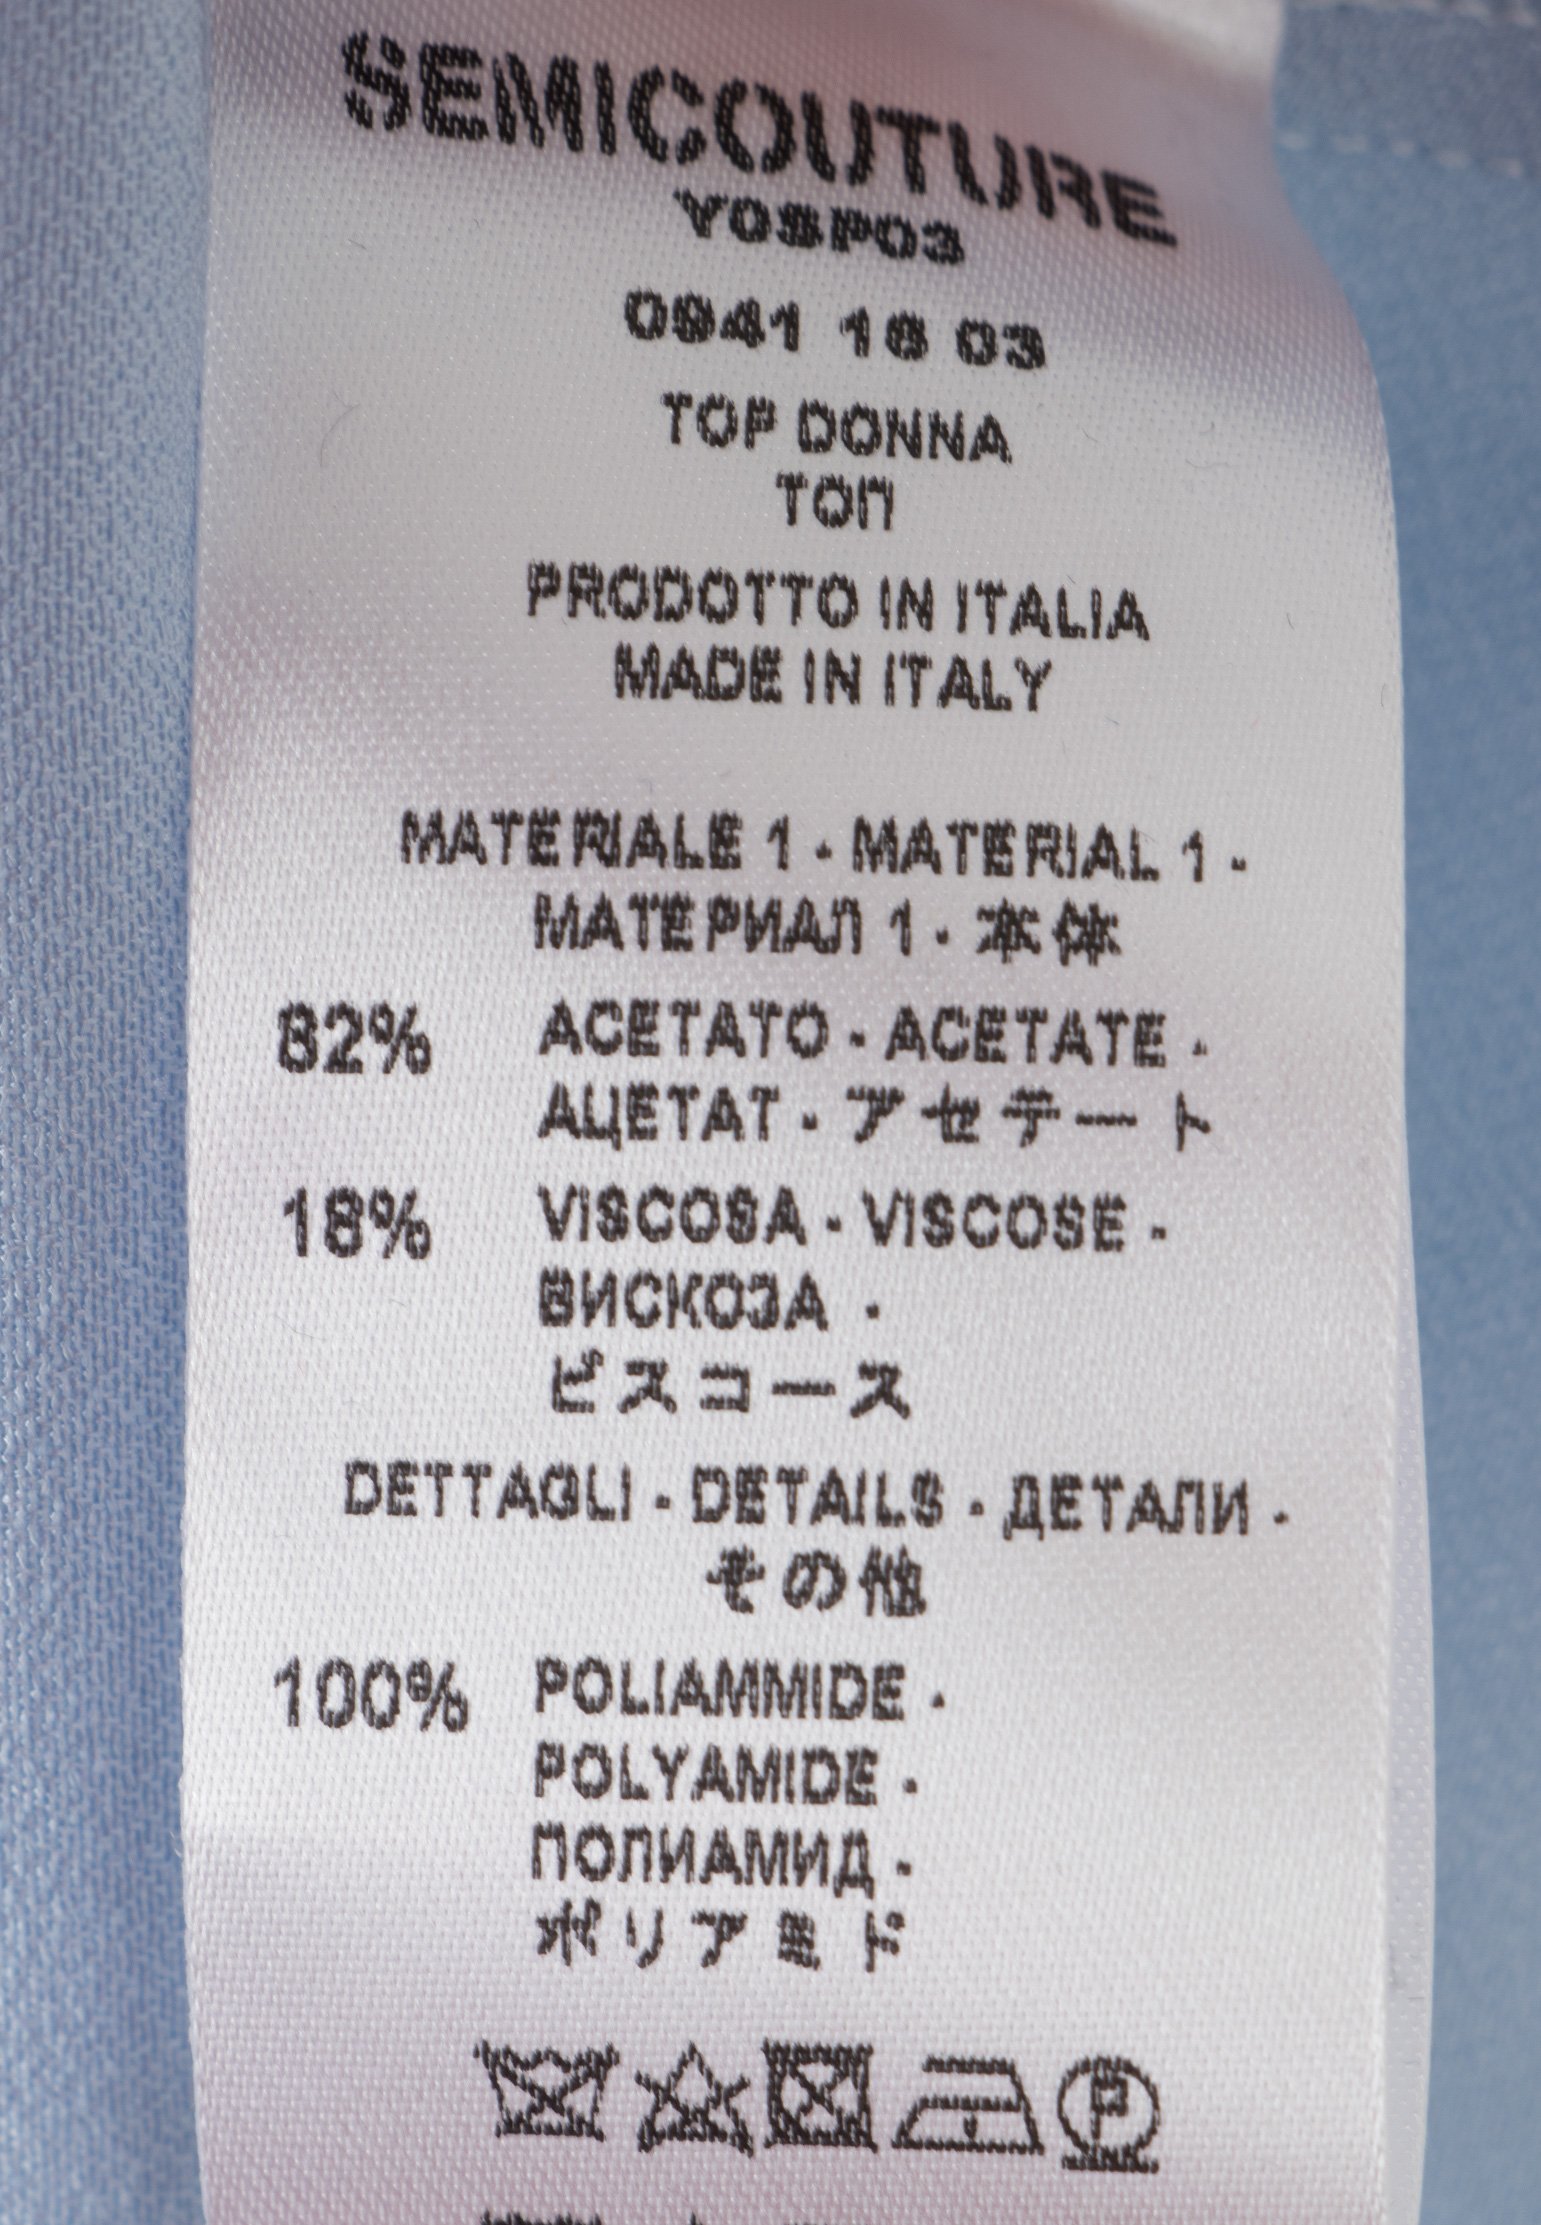 SEMICOUTURE
Y0SP03
0941 16 03
TOP DONNA
ТОП
PRODOTTO IN ITALIA
MADE IN ITALY
MATERIALE 1 - MATERIAL 1 -
МАТЕРИАЛ 1 - 本体
82% ACETATO - ACETATE -
АЦЕТАТ - アセテート
18% VISCOSA - VISCOSE -
ВИСКОЗА -
ビスコース
DETTAGLI - DETAILS - ДЕТАЛИ -
その他
100% POLIAMMIDE -
POLYAMIDE -
ПОЛИАМИД -
ポリアミド
P